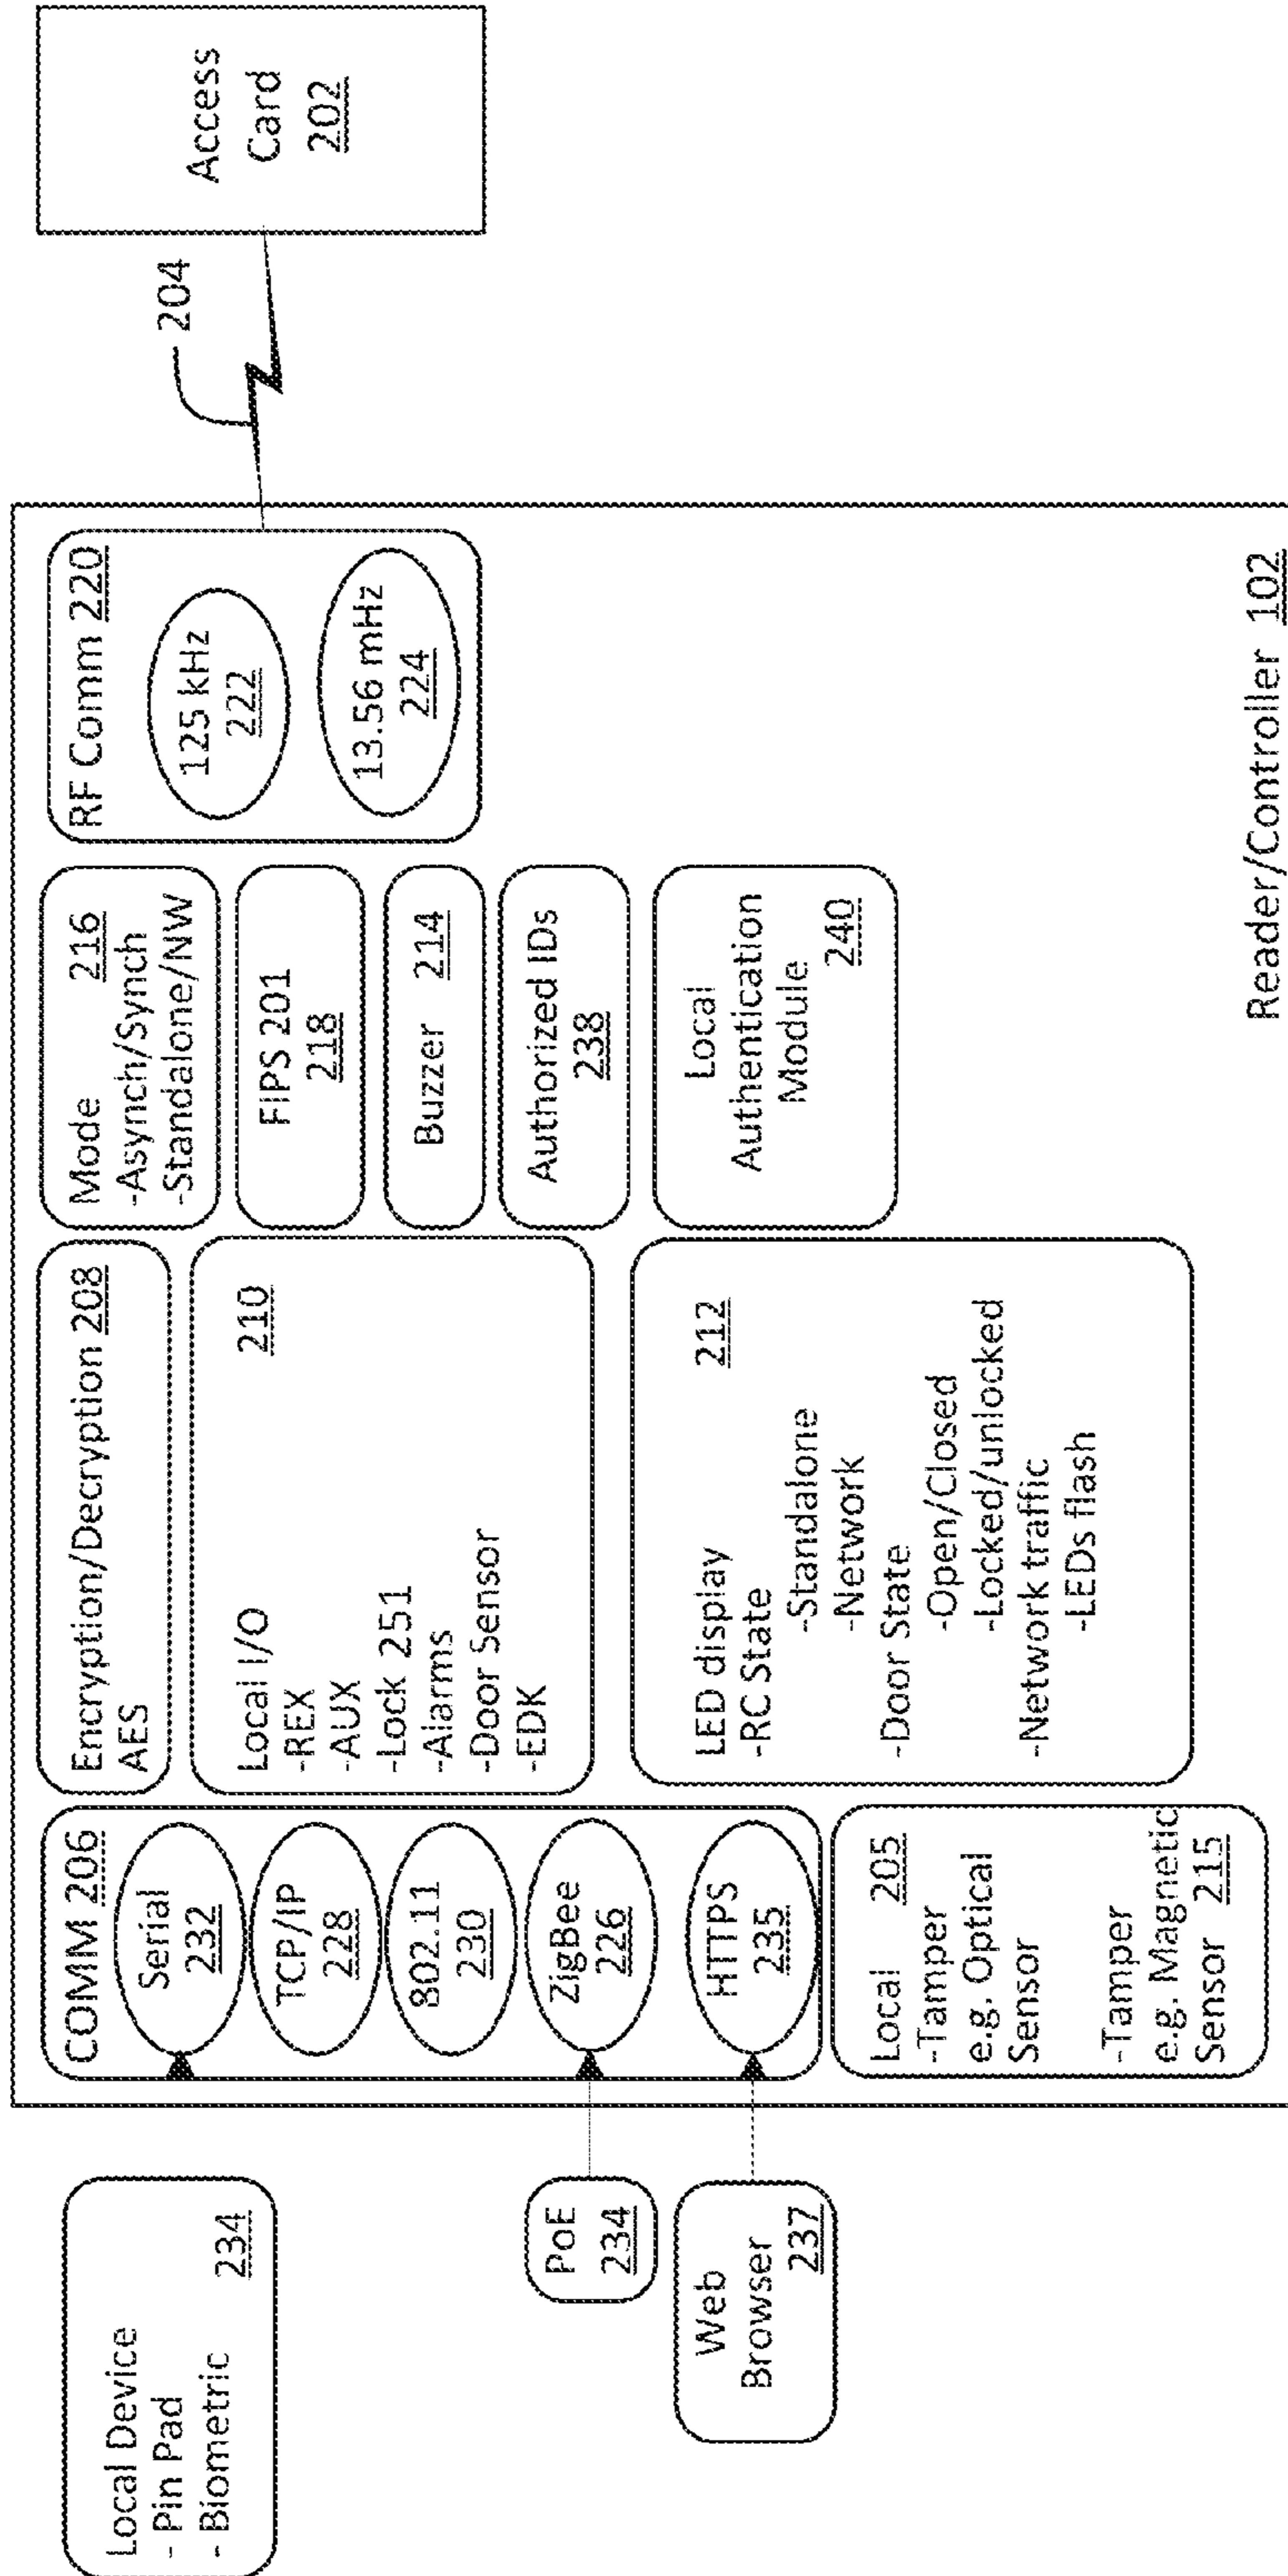 Local Device
- Pin Pad
- Biometric
234
PoE
234
Web
Browser
237
COMM 206
Serial
232
TCP/IP
228
802.11
230
ZigBee
226
HTTPS
235
Local 205
-Tamper
e.g. Optical
Sensor
-Tamper
e.g. Magnetic
Sensor 215
Encryption/Decryption 208
AES
210
Local I/O
-REX
-AUX
-Lock 251
-Alarms
-Door Sensor
-EDK
LED display 212
-RC State
-Standalone
-Network
-Door State
-Open/Closed
-Locked/unlocked
-Network traffic
-LEDs flash
Mode 216
-Asynch/Synch
-Standalone/NW
FIPS 201
218
Buzzer 214
Authorized IDs
238
Local
Authentication
Module
240
RF Comm 220
125 kHz
222
13.56 mHz
224
Reader/Controller 102
204
Access
Card
202